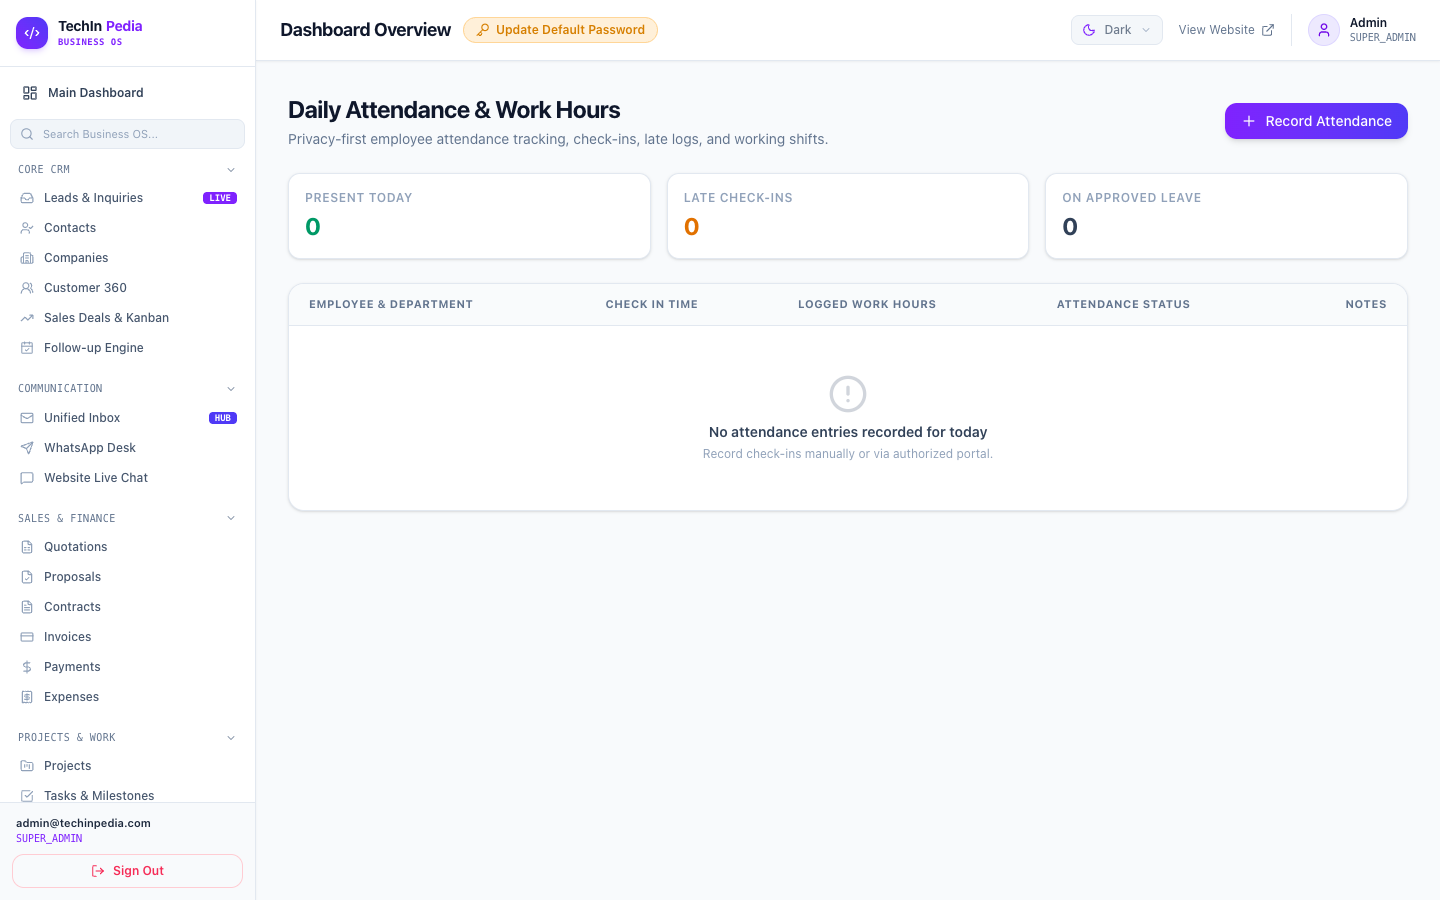 TechIn Pedia
BUSINESS OS
Main Dashboard
Search Business OS...
CORE CRM
Leads & Inquiries LIVE
Contacts
Companies
Customer 360
Sales Deals & Kanban
Follow-up Engine
COMMUNICATION
Unified Inbox HUB
WhatsApp Desk
Website Live Chat
SALES & FINANCE
Quotations
Proposals
Contracts
Invoices
Payments
Expenses
PROJECTS & WORK
Projects
Tasks & Milestones
admin@techinpedia.com
SUPER_ADMIN
Sign Out
Dashboard Overview
Update Default Password
Dark
View Website
Admin
SUPER_ADMIN
Daily Attendance & Work Hours
Privacy-first employee attendance tracking, check-ins, late logs, and working shifts.
Record Attendance
PRESENT TODAY
0
LATE CHECK-INS
0
ON APPROVED LEAVE
0
EMPLOYEE & DEPARTMENT CHECK IN TIME LOGGED WORK HOURS ATTENDANCE STATUS NOTES
No attendance entries recorded for today
Record check-ins manually or via authorized portal.